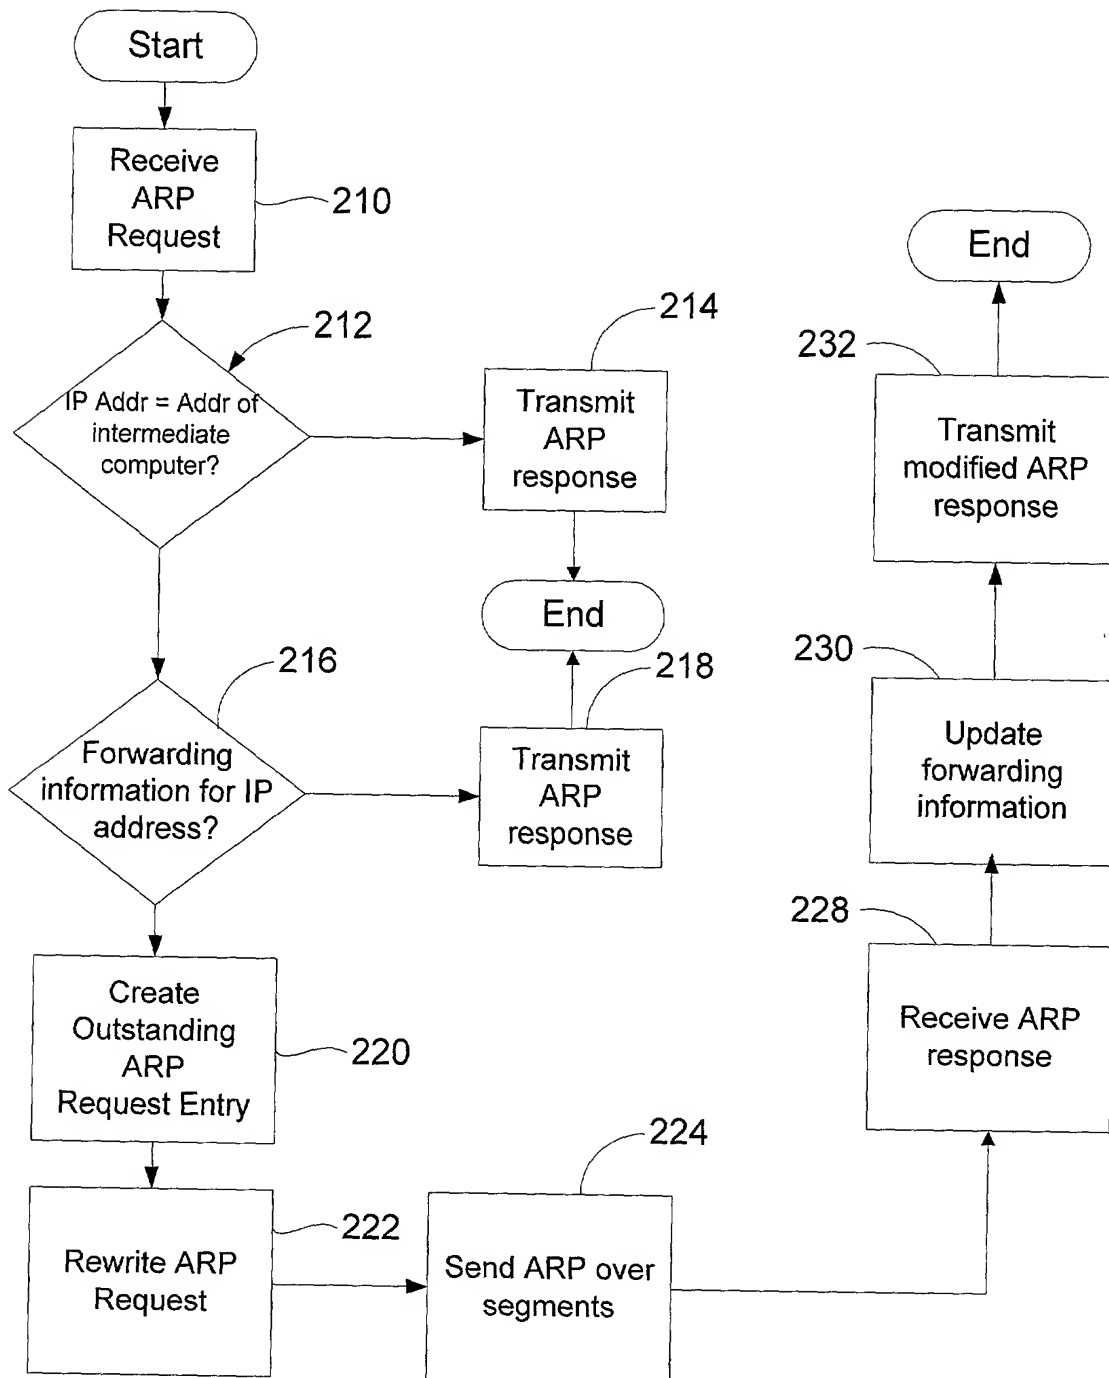 Start
Receive
ARP
Request
210
212
IP Addr = Addr of
intermediate
computer?
214
Transmit
ARP
response
End
216
Forwarding
information for IP
address?
218
Transmit
ARP
response
Create
Outstanding
ARP
Request Entry
220
222
Rewrite ARP
Request
224
Send ARP over
segments
228
Receive ARP
response
230
Update
forwarding
information
232
Transmit
modified ARP
response
End